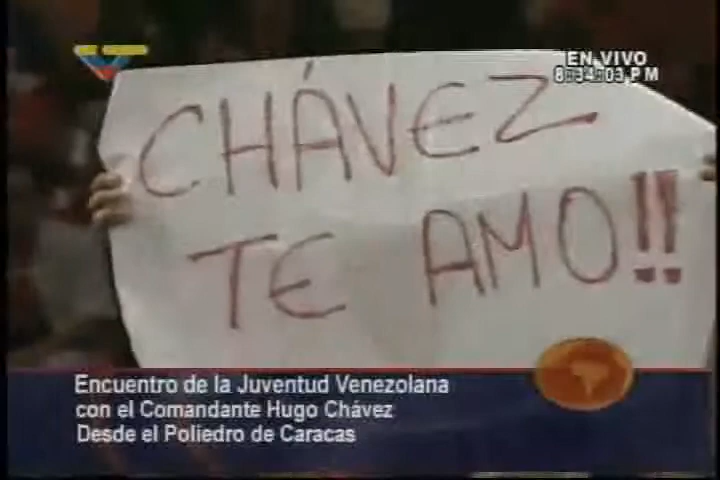 EN VIVO
8:34:03 PM
CHÁVEZ
TE AMO!!
Encuentro de la Juventud Venezolana
con el Comandante Hugo Chávez
Desde el Poliedro de Caracas